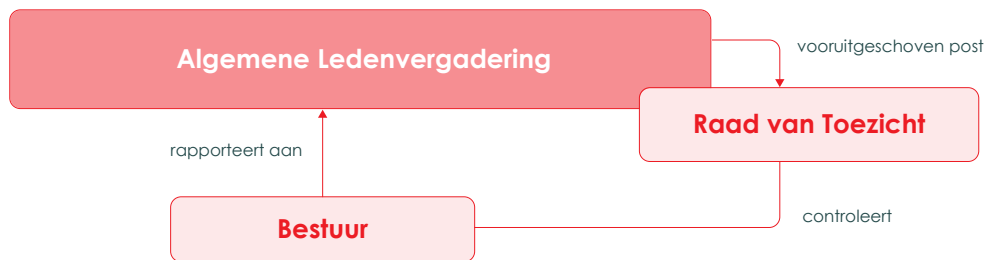 Algemene Ledenvergadering
vooruitgeschoven post
Raad van Toezicht
rapporteert aan
controleert
Bestuur